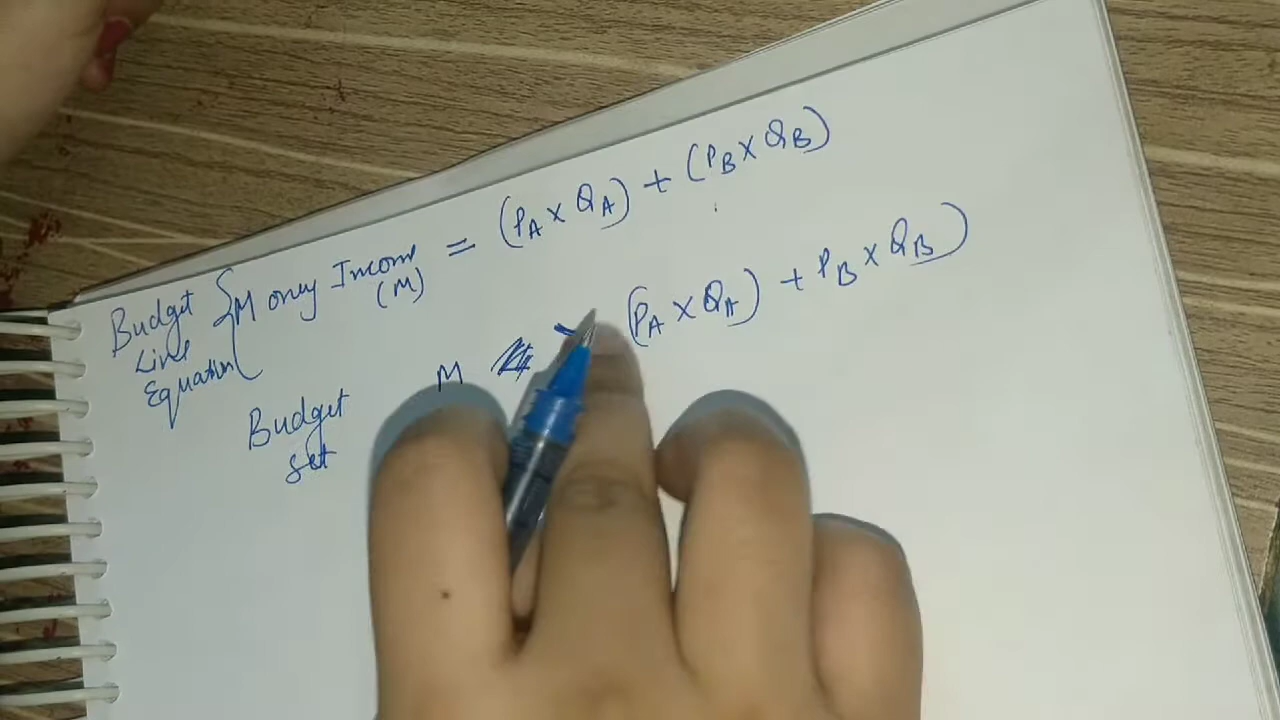 Budget Line Equation { Money Income (M) = (PA x QA) + (PB x QB)
Budget set M (PA x QA) + PB x QB)